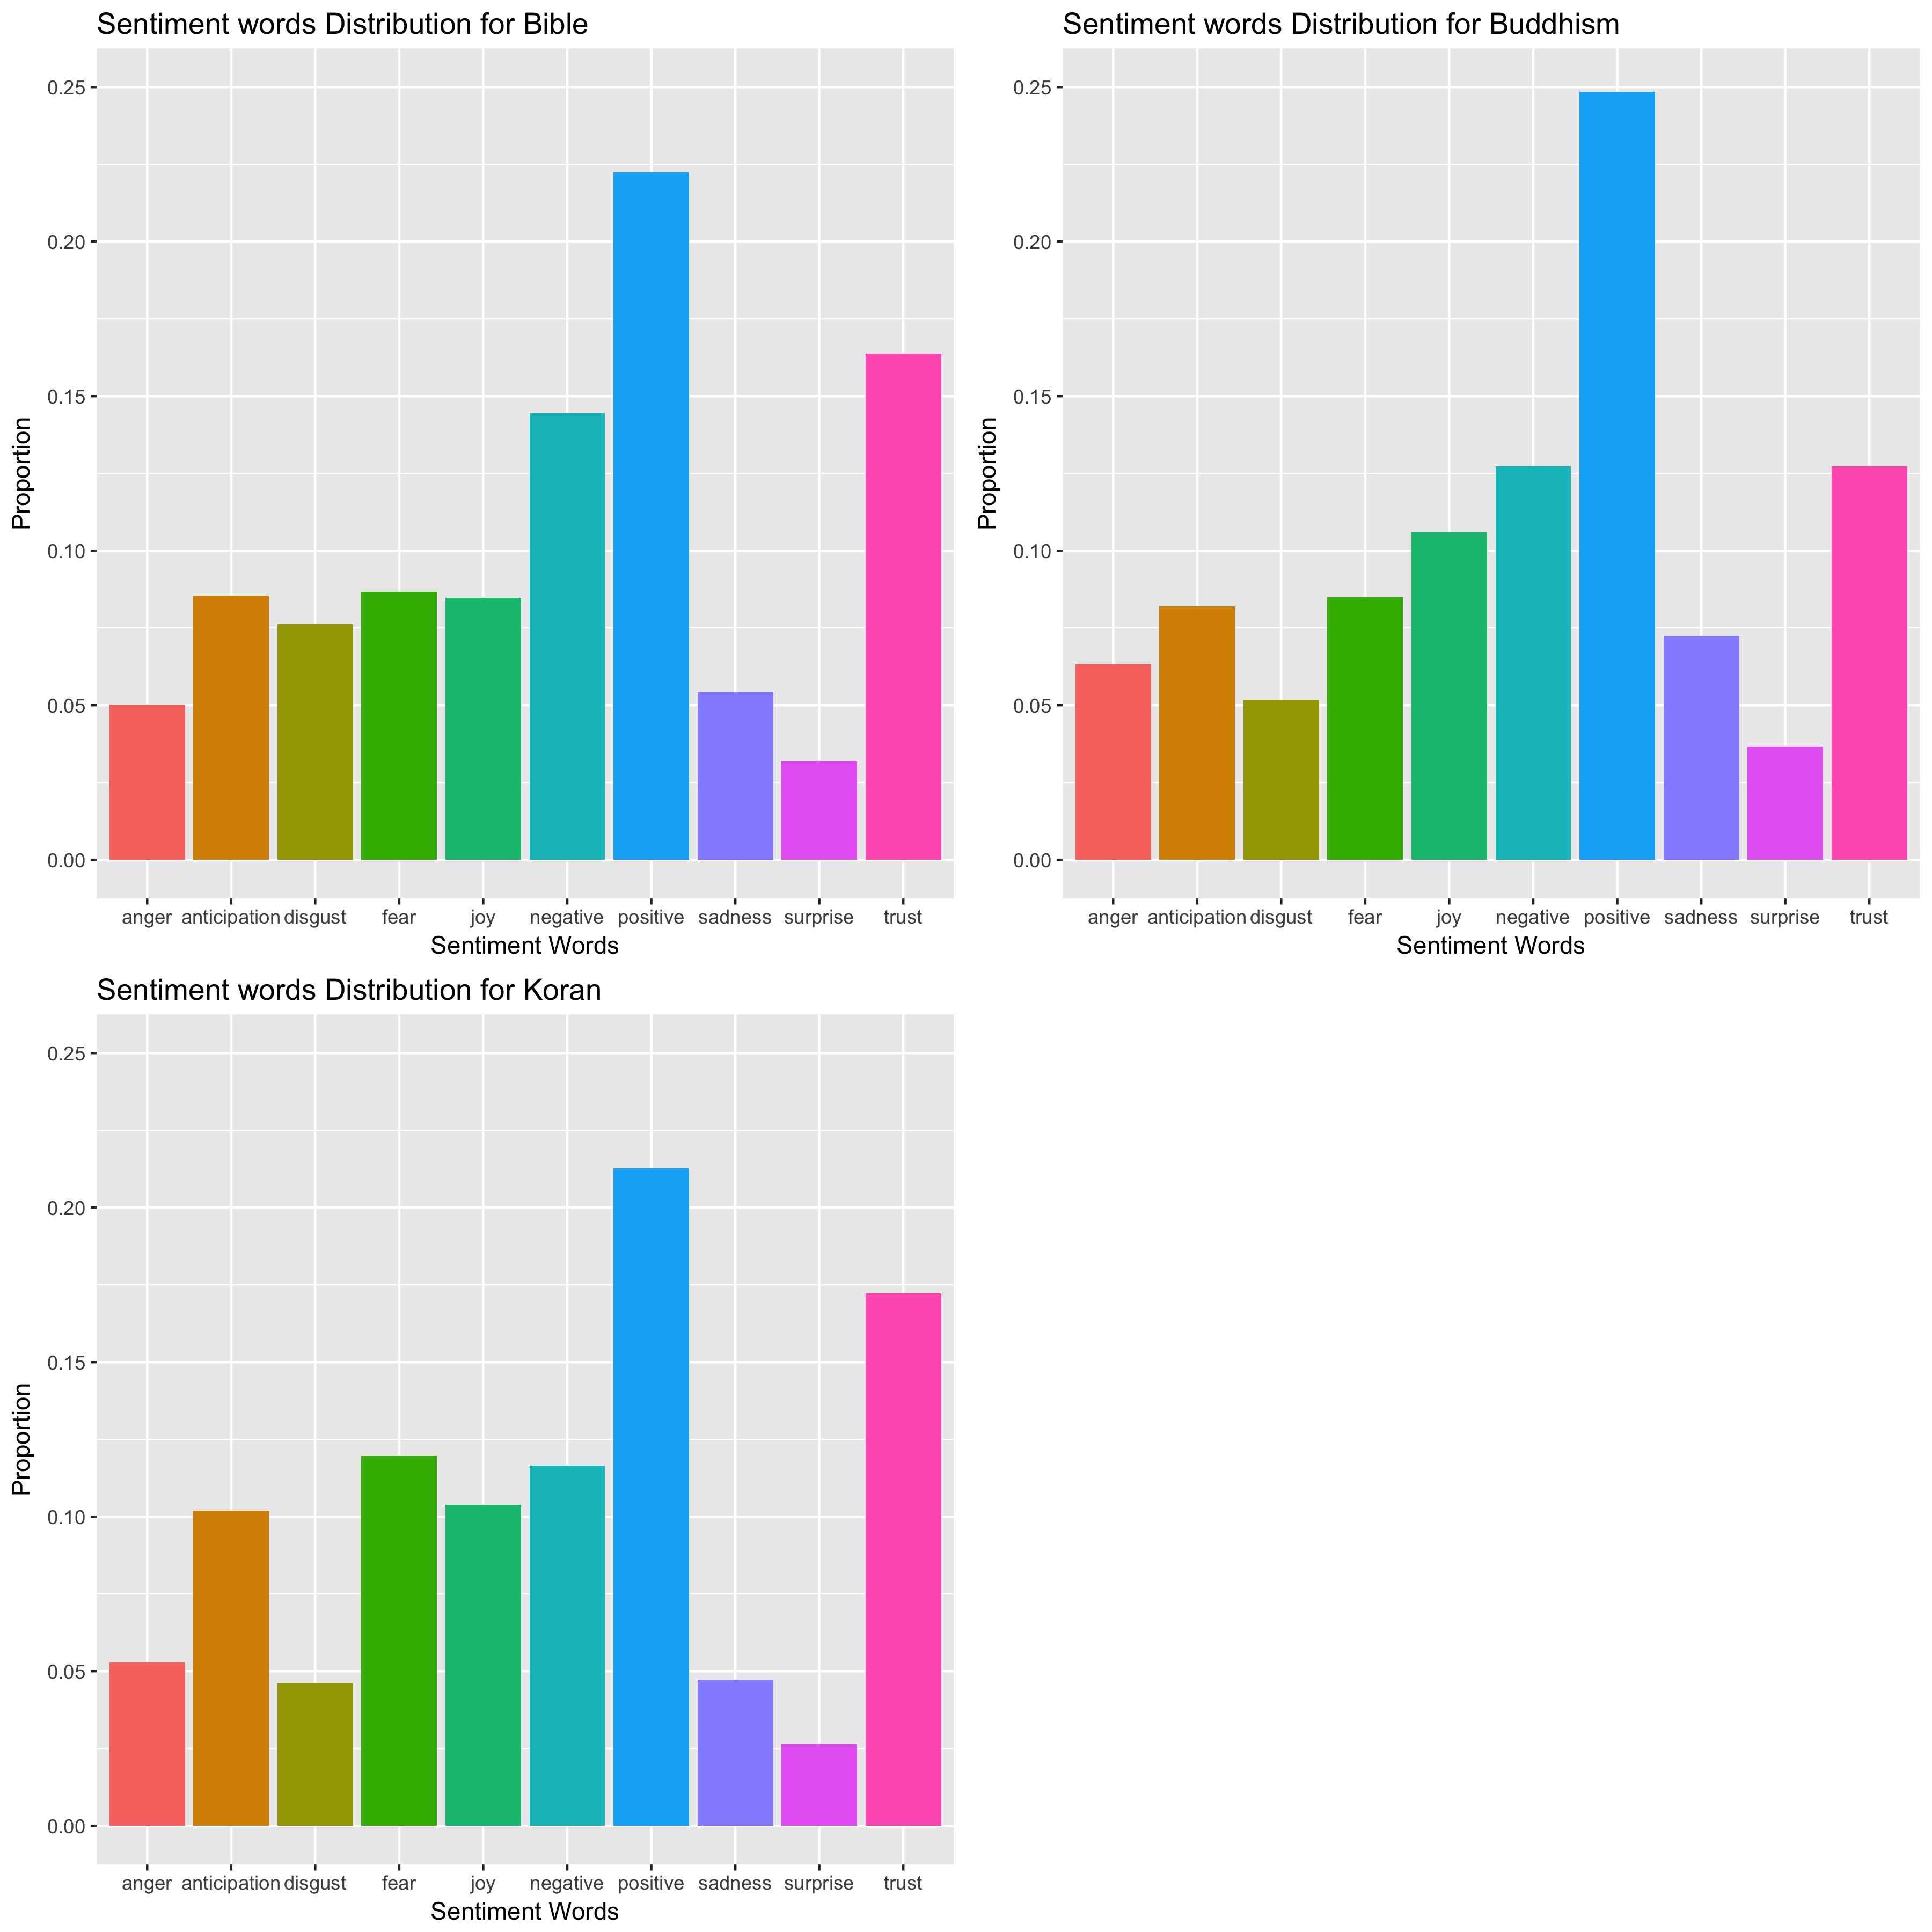 Sentiment words Distribution for Bible
0.25
0.20
0.15
0.10
0.05
0.00
Proportion
anger anticipation disgust fear joy negative positive sadness surprise trust
Sentiment Words
Sentiment words Distribution for Buddhism
0.25
0.20
0.15
0.10
0.05
0.00
Proportion
anger anticipation disgust fear joy negative positive sadness surprise trust
Sentiment Words
Sentiment words Distribution for Koran
0.25
0.20
0.15
0.10
0.05
0.00
Proportion
anger anticipation disgust fear joy negative positive sadness surprise trust
Sentiment Words